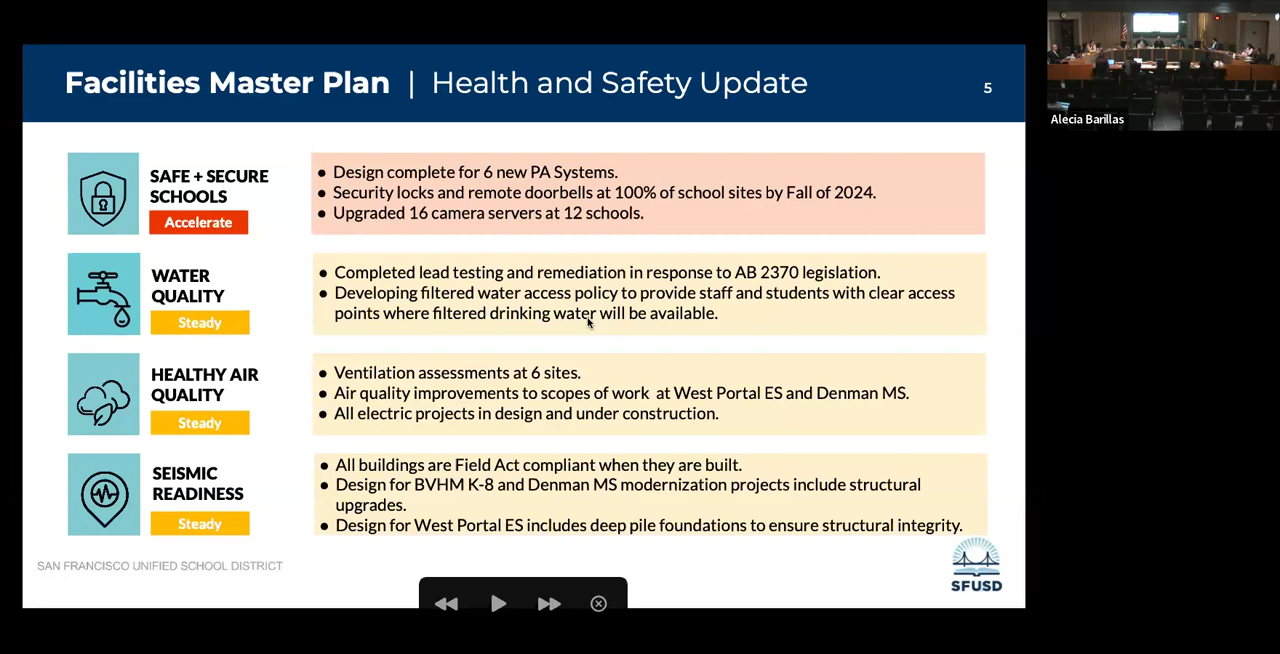 Facilities Master Plan | Health and Safety Update
5
SAFE + SECURE
SCHOOLS
Accelerate
● Design complete for 6 new PA Systems.
● Security locks and remote doorbells at 100% of school sites by Fall of 2024.
● Upgraded 16 camera servers at 12 schools.
WATER
QUALITY
Steady
● Completed lead testing and remediation in response to AB 2370 legislation.
● Developing filtered water access policy to provide staff and students with clear access
points where filtered drinking water will be available.
HEALTHY AIR
QUALITY
Steady
● Ventilation assessments at 6 sites.
● Air quality improvements to scopes of work at West Portal ES and Denman MS.
● All electric projects in design and under construction.
SEISMIC
READINESS
Steady
● All buildings are Field Act compliant when they are built.
● Design for BVHM K-8 and Denman MS modernization projects include structural
upgrades.
● Design for West Portal ES includes deep pile foundations to ensure structural integrity.
SAN FRANCISCO UNIFIED SCHOOL DISTRICT
SFUSD
Alecia Barillas